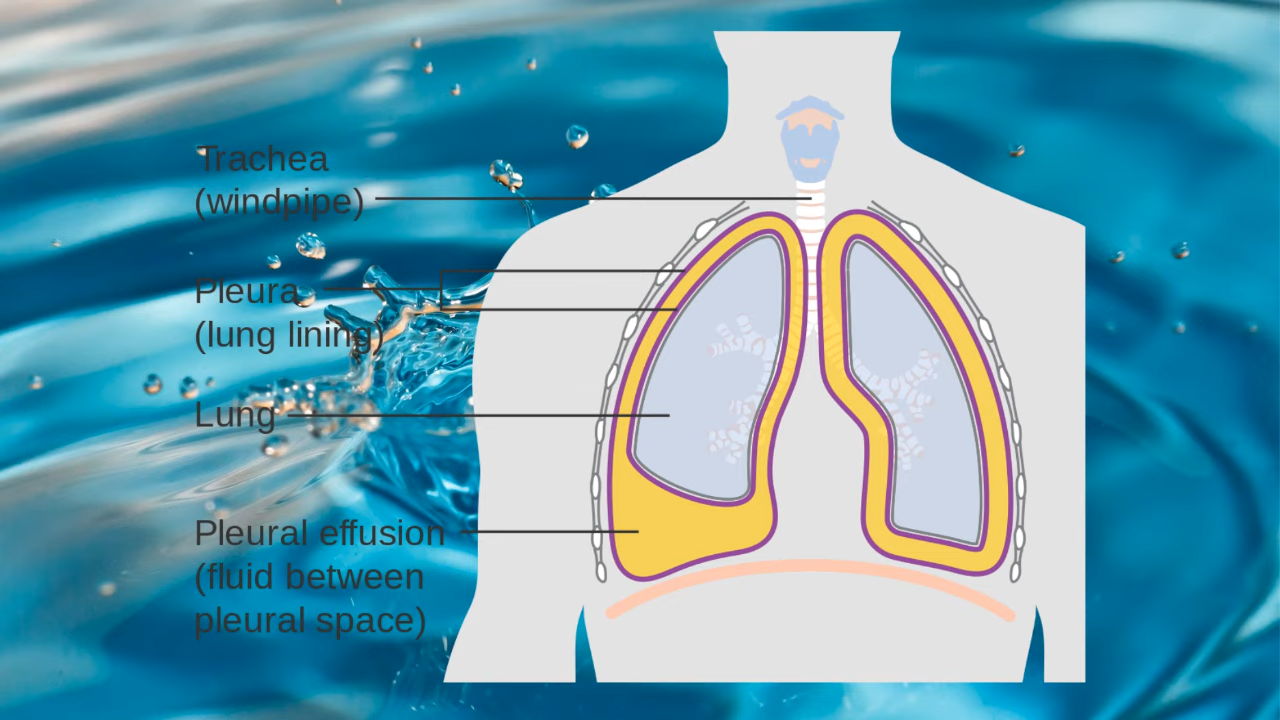 Trachea
(windpipe)
Pleura
(lung lining)
Lung
Pleural effusion
(fluid between
pleural space)